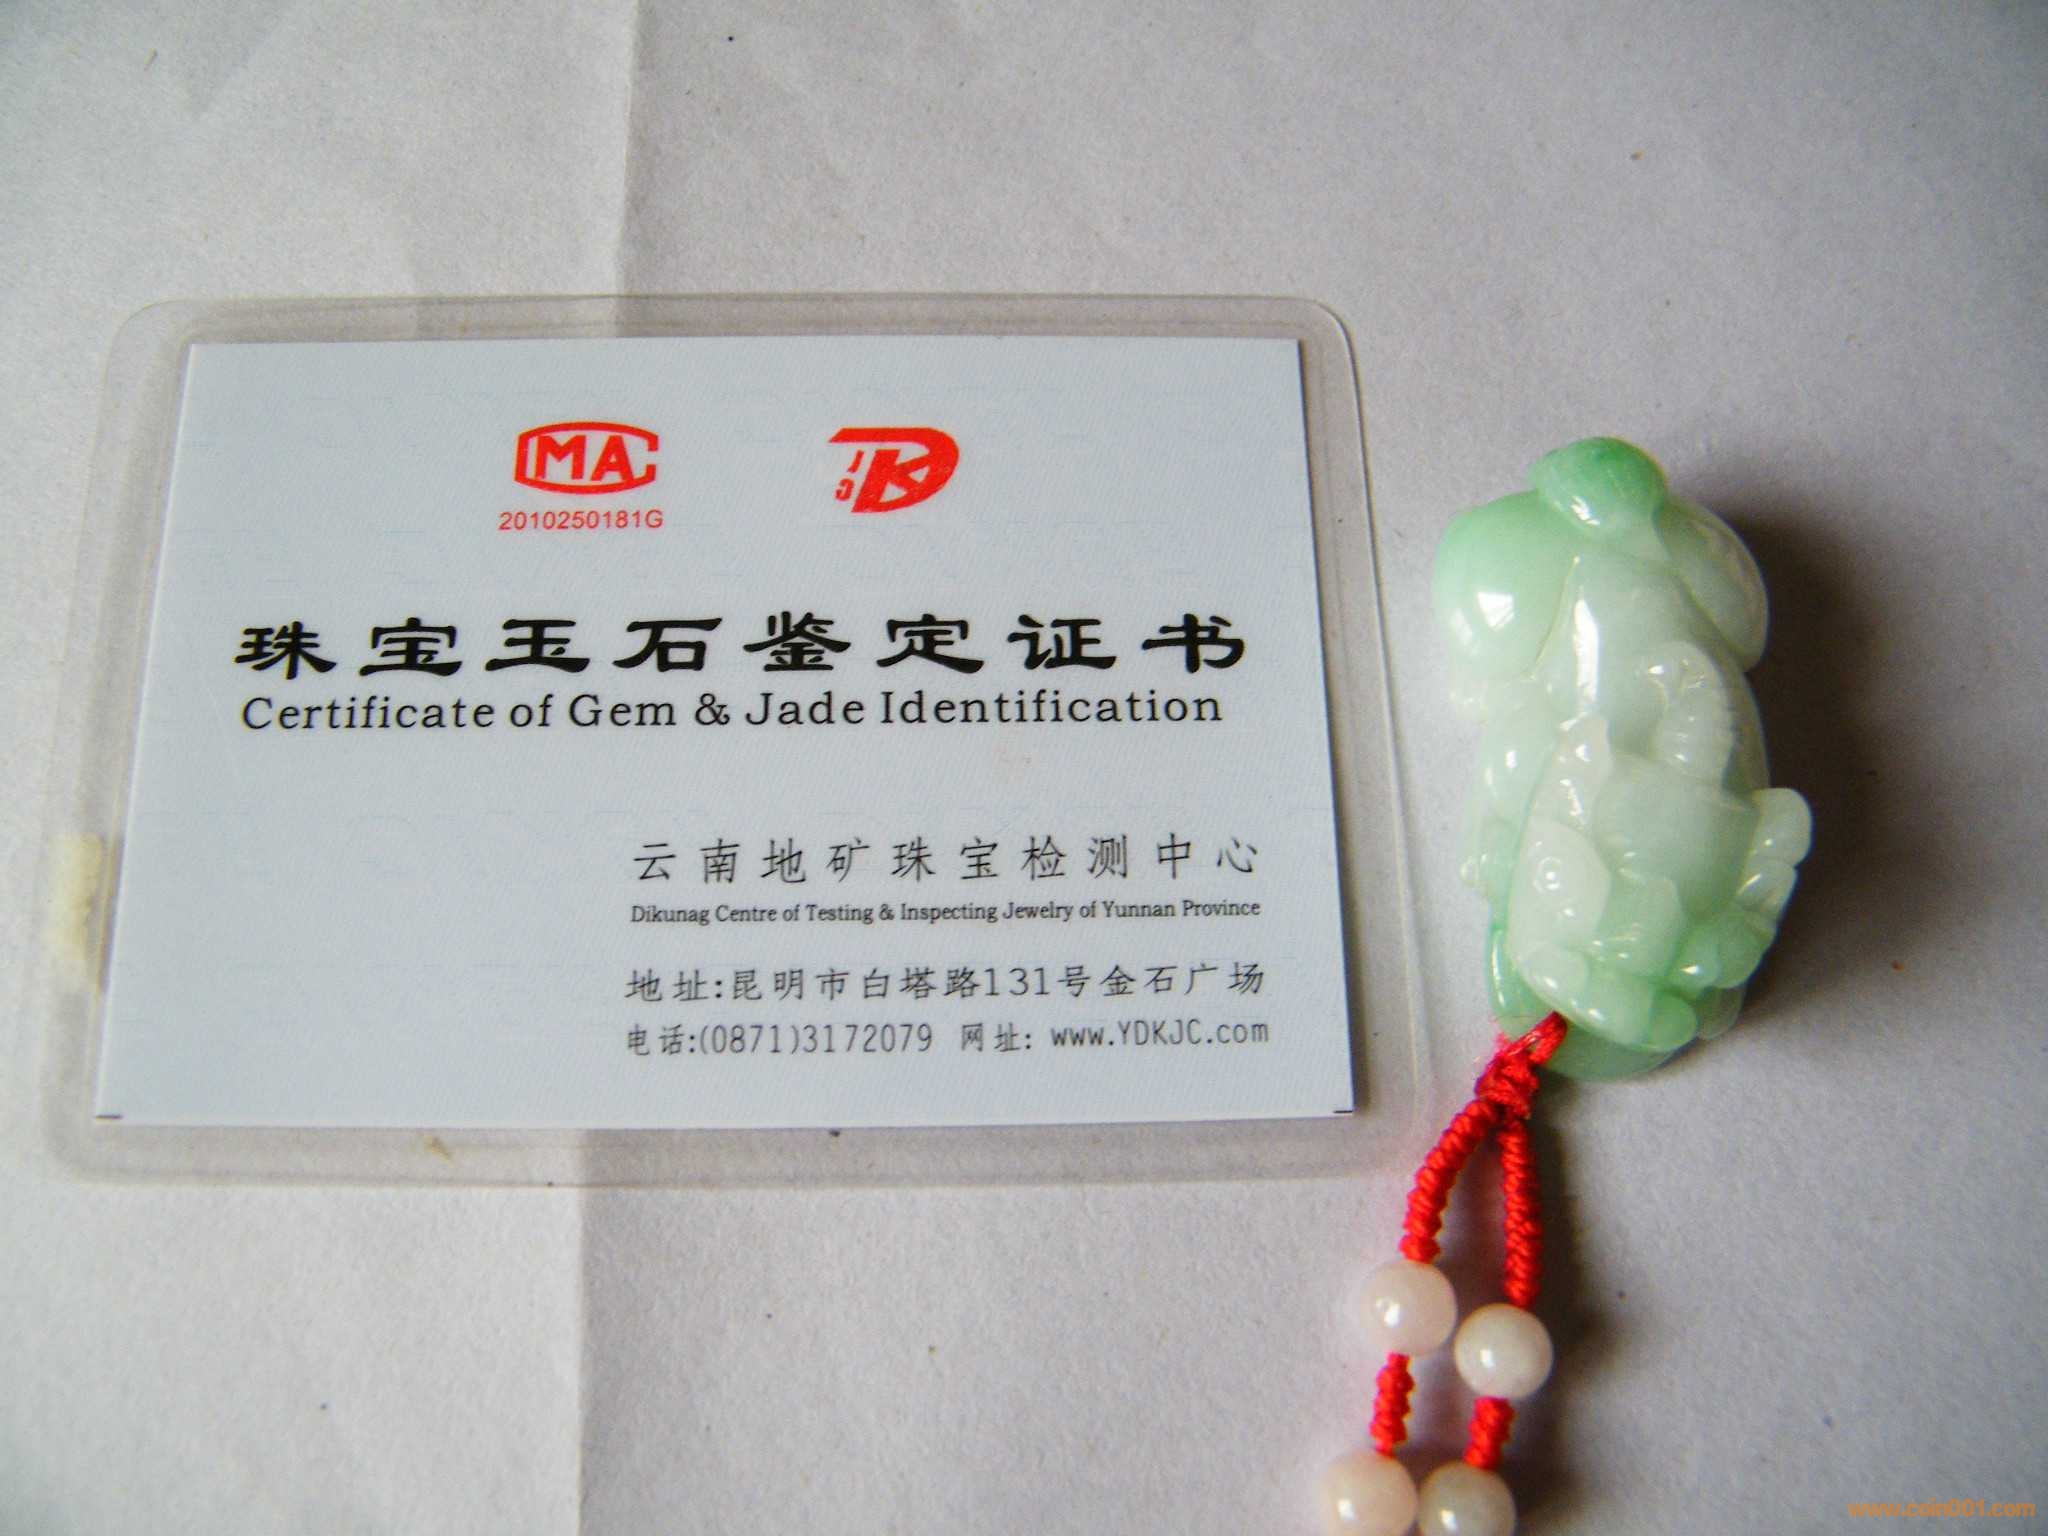 CMA
2010250181G
珠宝玉石鉴定证书
Certificate of Gem & Jade Identification
云南地矿珠宝检测中心
Dikunag Centre of Testing & Inspecting Jewelry of Yunnan Province
地址:昆明市白塔路131号金石广场
电话:(0871)3172079 网址: www.YDKJC.com
www.coin001.com